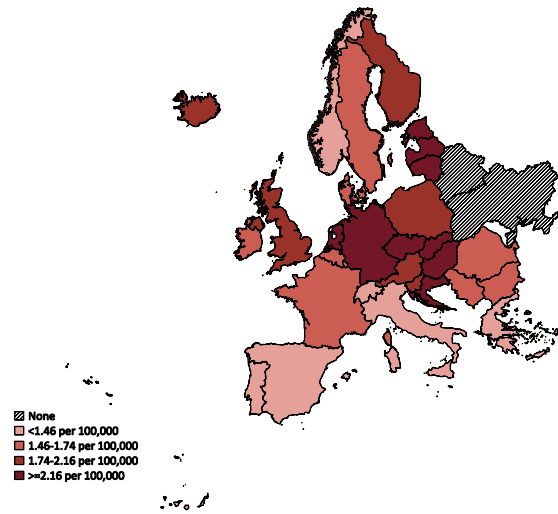 None
<1.46 per 100,000
1.46-1.74 per 100,000
1.74-2.16 per 100,000
>=2.16 per 100,000